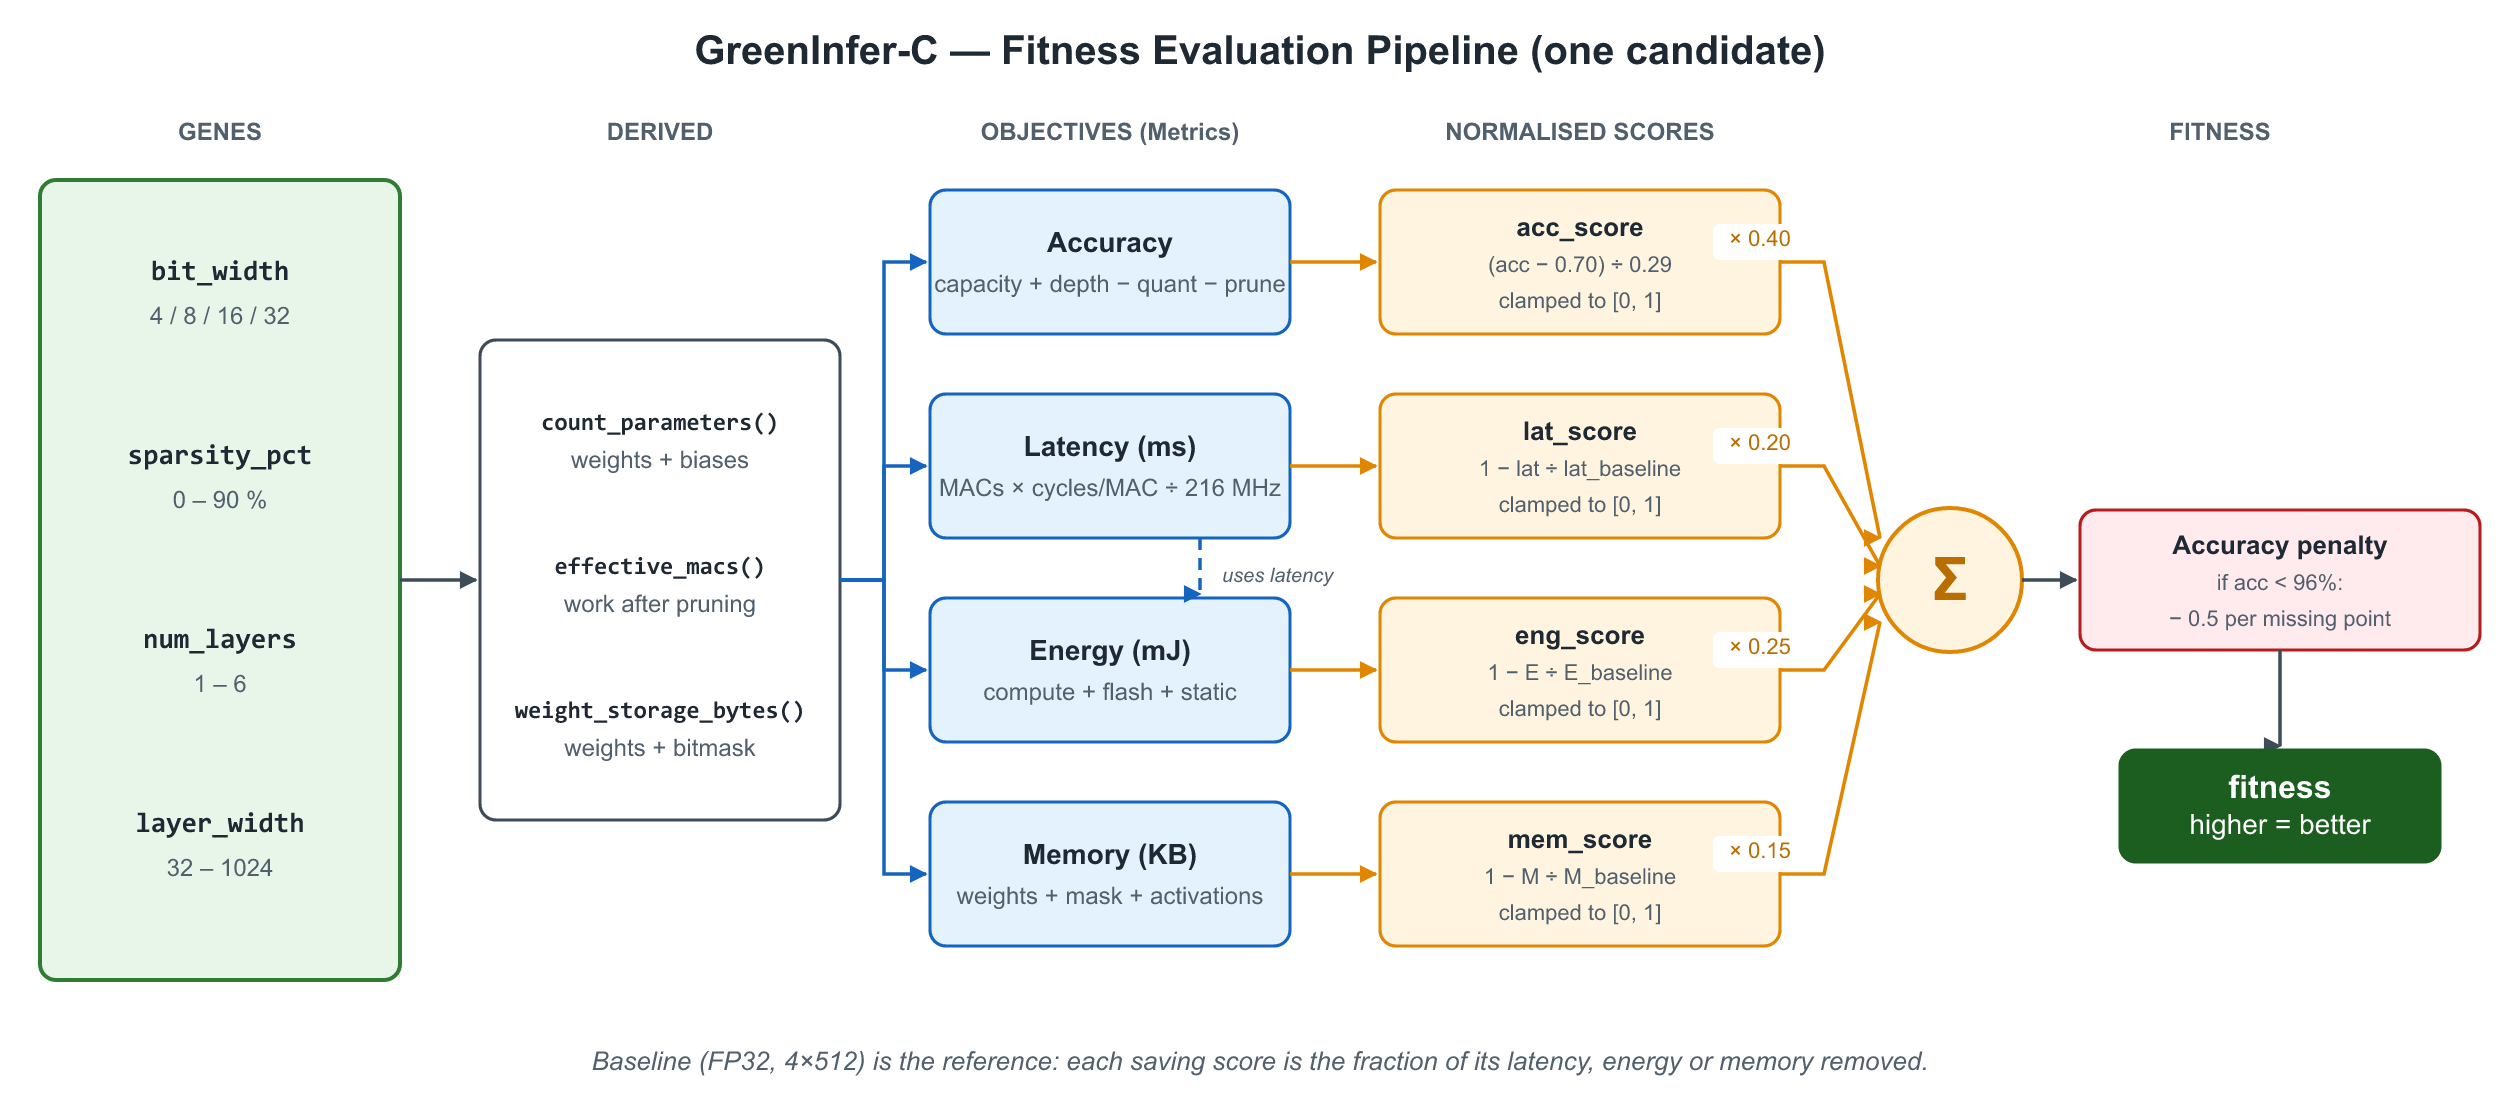 GreenInfer-C — Fitness Evaluation Pipeline (one candidate)
GENES
bit_width
4 / 8 / 16 / 32
sparsity_pct
0 – 90 %
num_layers
1 – 6
layer_width
32 – 1024
DERIVED
count_parameters()
weights + biases
effective_macs()
work after pruning
weight_storage_bytes()
weights + bitmask
OBJECTIVES (Metrics)
Accuracy
capacity + depth − quant − prune
Latency (ms)
MACs × cycles/MAC ÷ 216 MHz
uses latency
Energy (mJ)
compute + flash + static
Memory (KB)
weights + mask + activations
NORMALISED SCORES
acc_score
(acc − 0.70) ÷ 0.29
clamped to [0, 1]
× 0.40
lat_score
1 − lat ÷ lat_baseline
clamped to [0, 1]
× 0.20
eng_score
1 − E ÷ E_baseline
clamped to [0, 1]
× 0.25
mem_score
1 − M ÷ M_baseline
clamped to [0, 1]
× 0.15
Σ
FITNESS
Accuracy penalty
if acc < 96%:
− 0.5 per missing point
fitness
higher = better
Baseline (FP32, 4×512) is the reference: each saving score is the fraction of its latency, energy or memory removed.